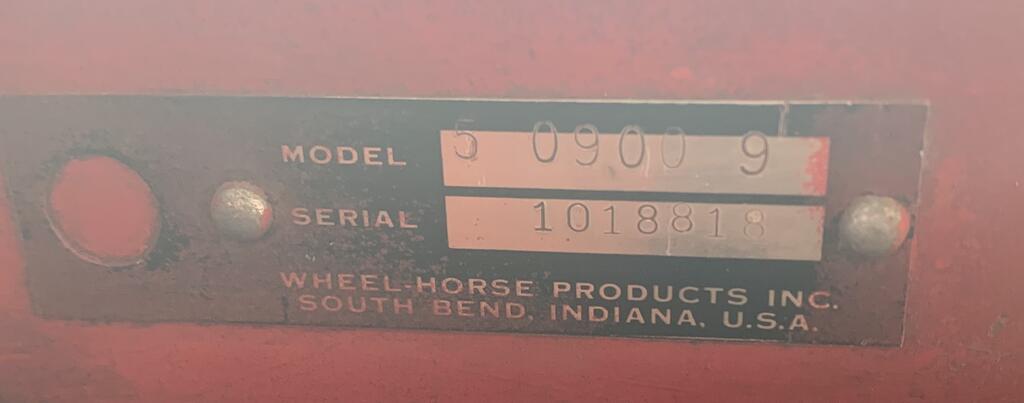 MODEL 5 0900 9
SERIAL 1018818
WHEEL-HORSE PRODUCTS INC.
SOUTH BEND, INDIANA, U.S.A.